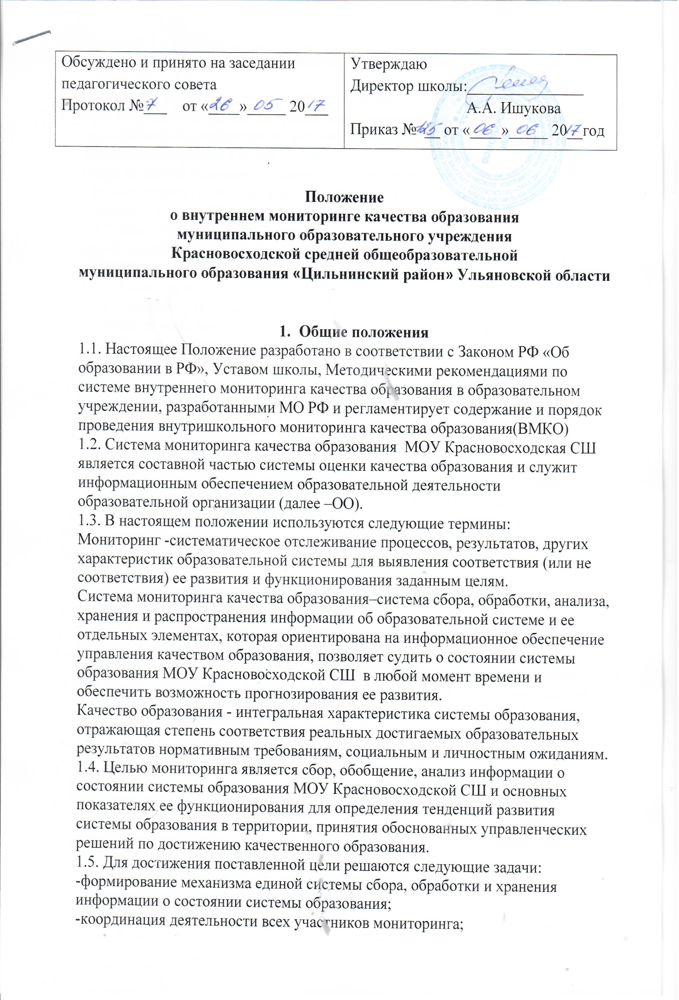 Обсуждено и принято на заседании
педагогического совета
Протокол №7 от «26» 05 2017
Утверждаю
Директор школы:
А.А. Ишукова
Приказ №125 от «06» 06 2017год
Положение
о внутреннем мониторинге качества образования
муниципального образовательного учреждения
Красновосходской средней общеобразовательной
муниципального образования «Цильнинский район» Ульяновской области
1. Общие положения
1.1. Настоящее Положение разработано в соответствии с Законом РФ «Об
образовании в РФ», Уставом школы, Методическими рекомендациями по
системе внутреннего мониторинга качества образования в образовательном
учреждении, разработанными МО РФ и регламентирует содержание и порядок
проведения внутришкольного мониторинга качества образования(ВМКО)
1.2. Система мониторинга качества образования МОУ Красновосходская СШ
является составной частью системы оценки качества образования и служит
информационным обеспечением образовательной деятельности
образовательной организации (далее –ОО).
1.3. В настоящем положении используются следующие термины:
Мониторинг -систематическое отслеживание процессов, результатов, других
характеристик образовательной системы для выявления соответствия (или не
соответствия) ее развития и функционирования заданным целям.
Система мониторинга качества образования–система сбора, обработки, анализа,
хранения и распространения информации об образовательной системе и ее
отдельных элементах, которая ориентирована на информационное обеспечение
управления качеством образования, позволяет судить о состоянии системы
образования МОУ Красновосходской СШ в любой момент времени и
обеспечить возможность прогнозирования ее развития.
Качество образования - интегральная характеристика системы образования,
отражающая степень соответствия реальных достигаемых образовательных
результатов нормативным требованиям, социальным и личностным ожиданиям.
1.4. Целью мониторинга является сбор, обобщение, анализ информации о
состоянии системы образования МОУ Красновосходской СШ и основных
показателях ее функционирования для определения тенденций развития
системы образования в территории, принятия обоснованных управленческих
решений по достижению качественного образования.
1.5. Для достижения поставленной цели решаются следующие задачи:
-формирование механизма единой системы сбора, обработки и хранения
информации о состоянии системы образования;
-координация деятельности всех участников мониторинга;